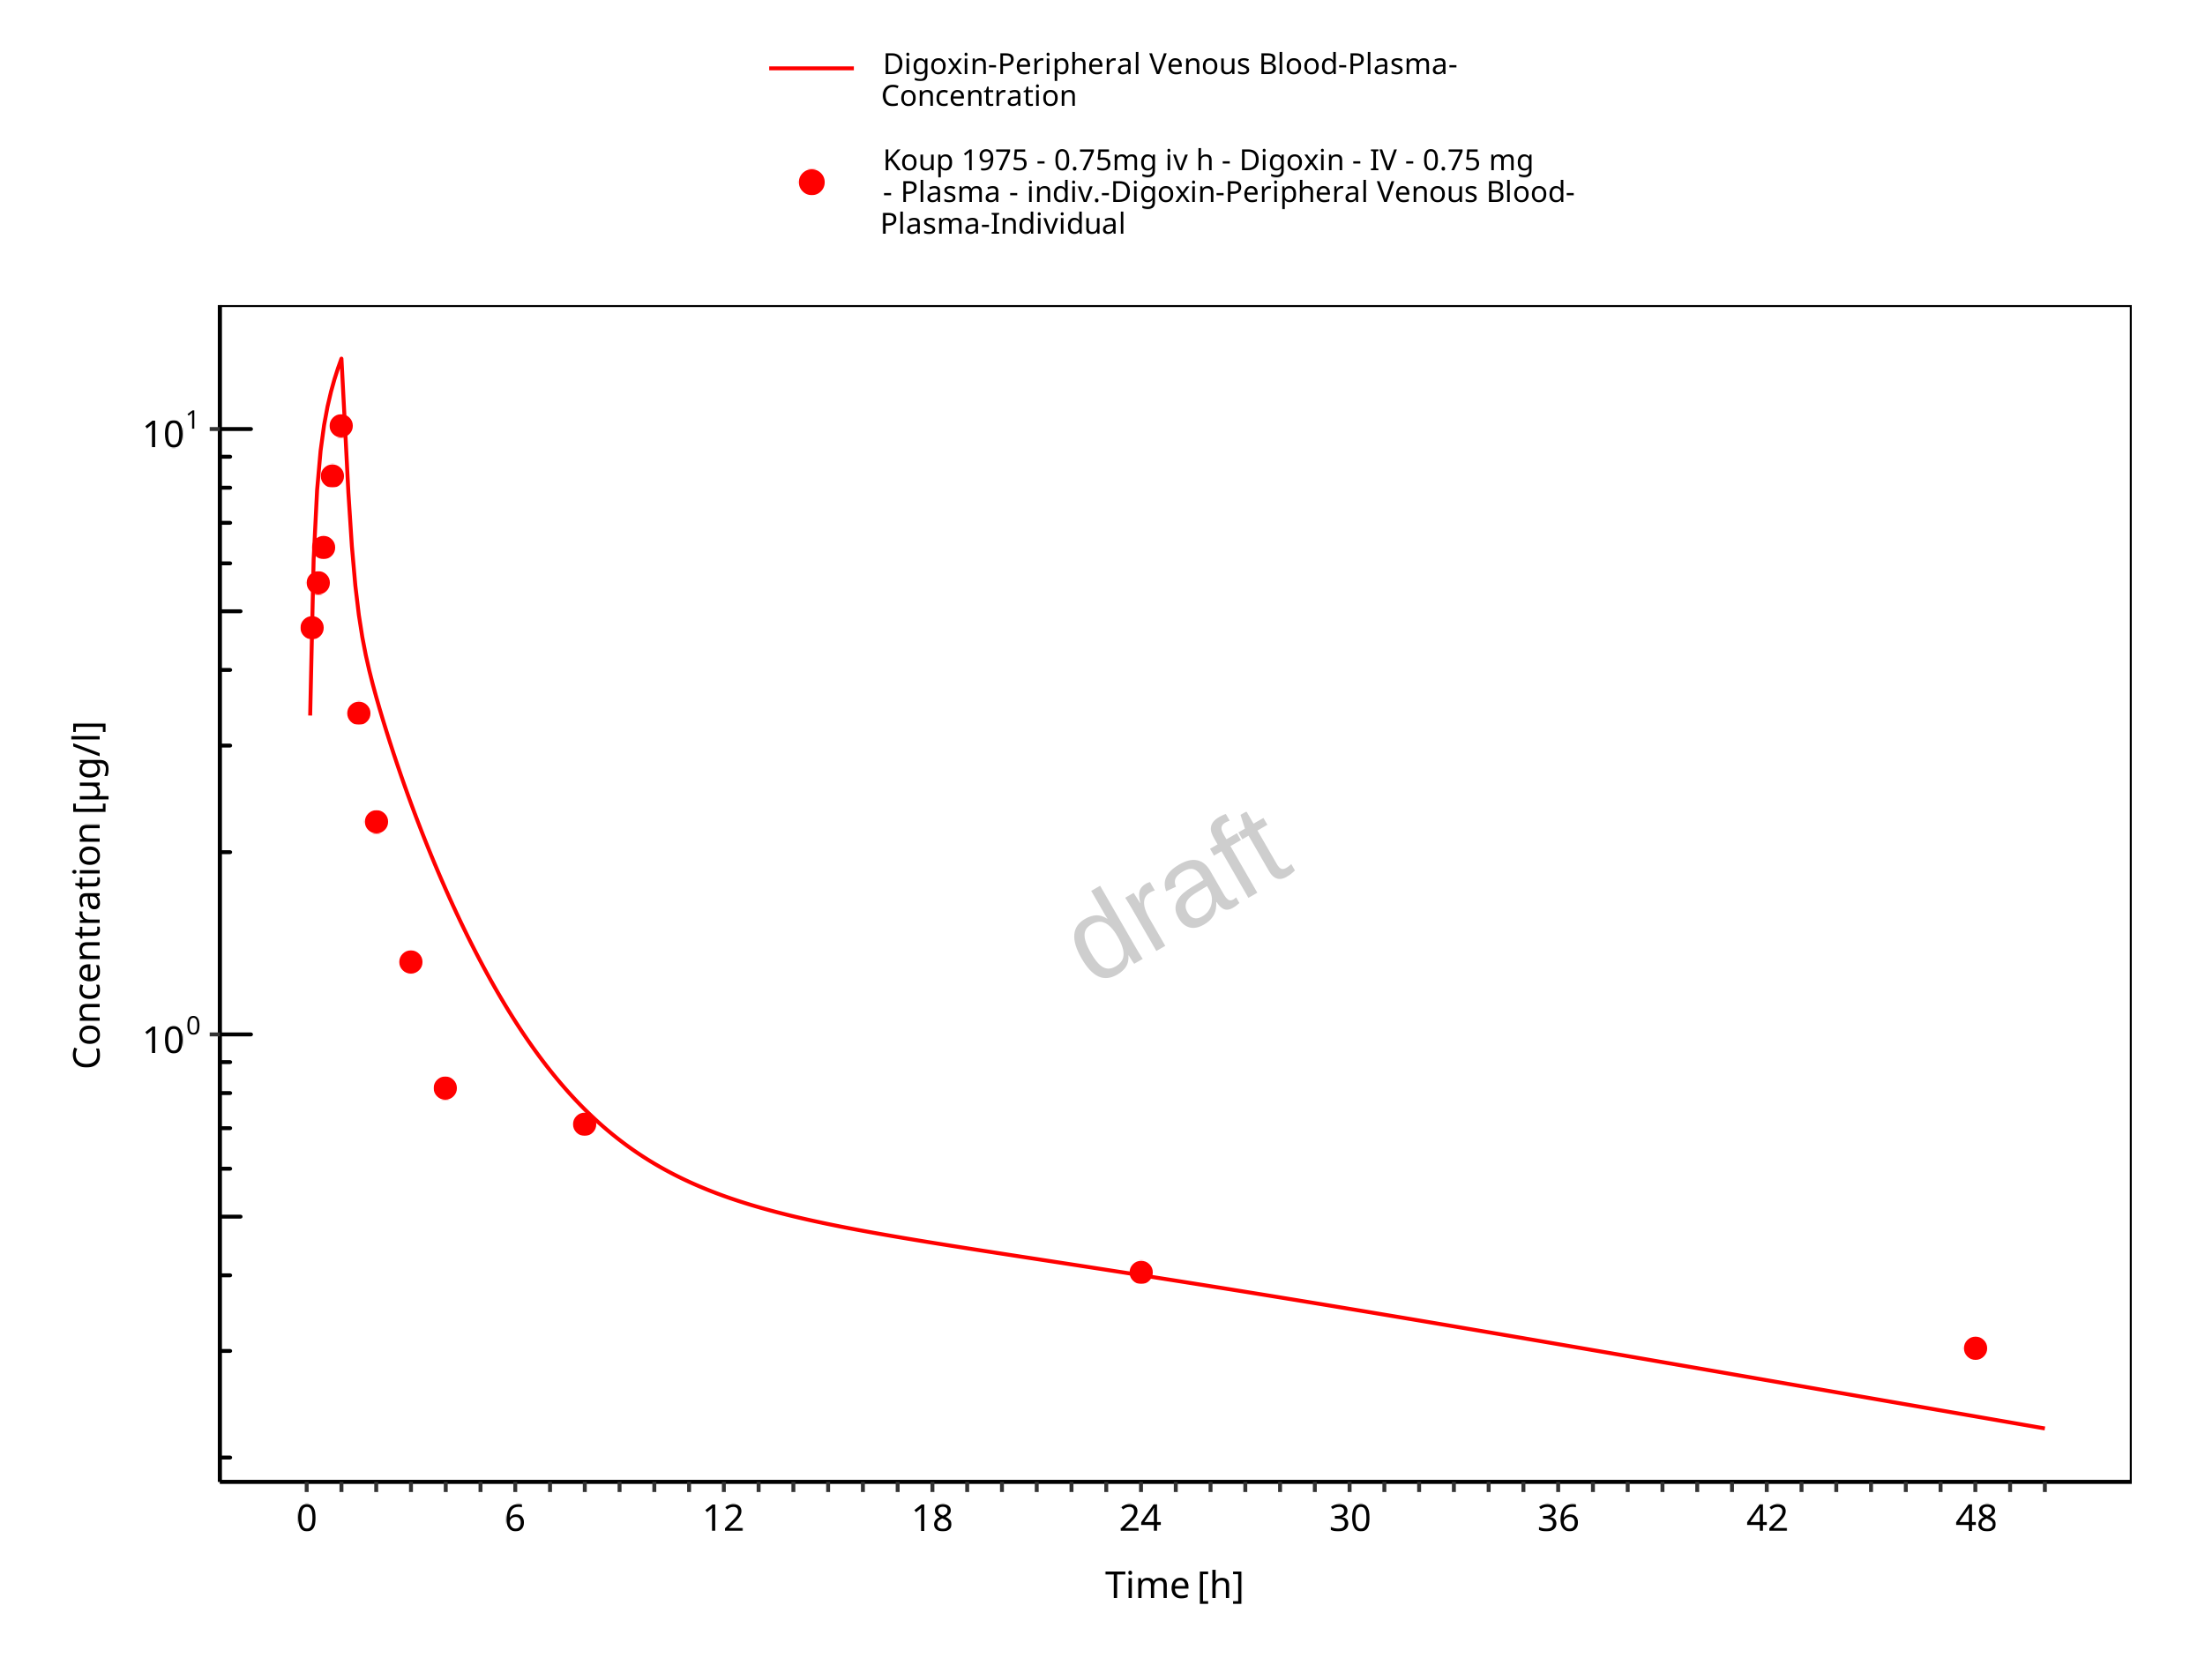 Digoxin-Peripheral Venous Blood-Plasma-
Concentration
Koup 1975 - 0.75mg iv h - Digoxin - IV - 0.75 mg
- Plasma - indiv.-Digoxin-Peripheral Venous Blood-
Plasma-Individual
10¹
10⁰
Concentration [µg/l]
draft
0 6 12 18 24 30 36 42 48
Time [h]